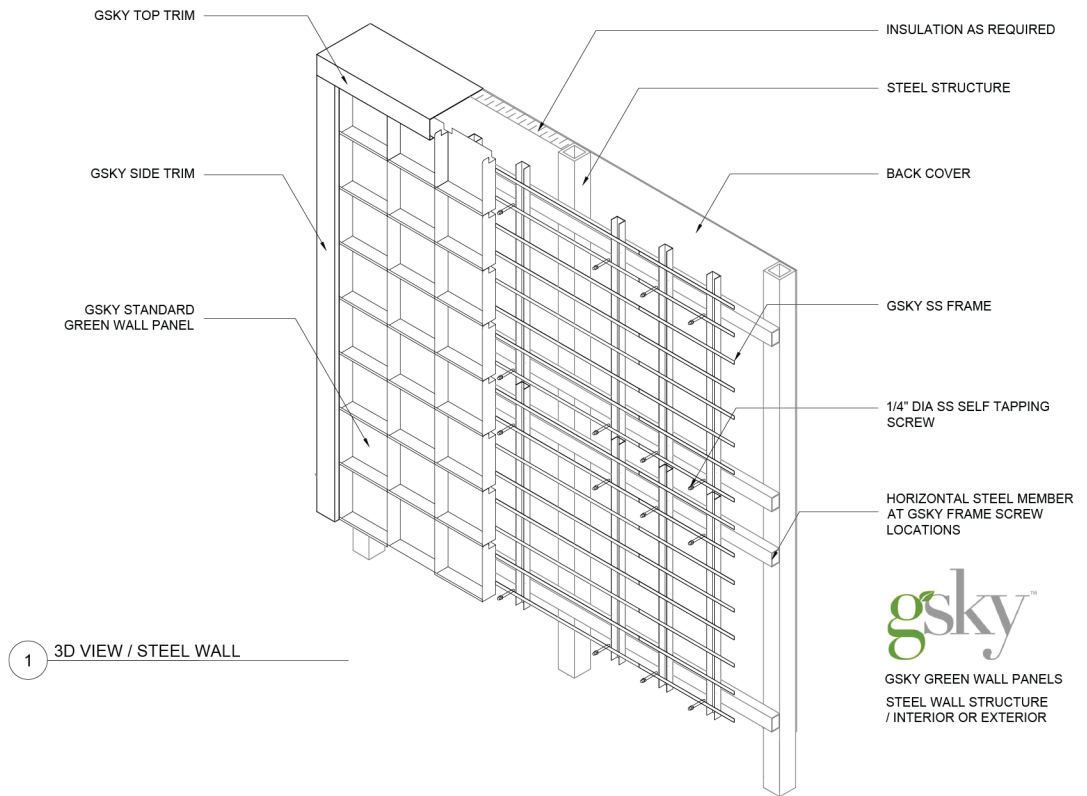 GSKY TOP TRIM
INSULATION AS REQUIRED
STEEL STRUCTURE
GSKY SIDE TRIM
BACK COVER
GSKY STANDARD
GREEN WALL PANEL
GSKY SS FRAME
1/4" DIA SS SELF TAPPING
SCREW
HORIZONTAL STEEL MEMBER
AT GSKY FRAME SCREW
LOCATIONS
gsky™
1 3D VIEW / STEEL WALL
GSKY GREEN WALL PANELS
STEEL WALL STRUCTURE
/ INTERIOR OR EXTERIOR